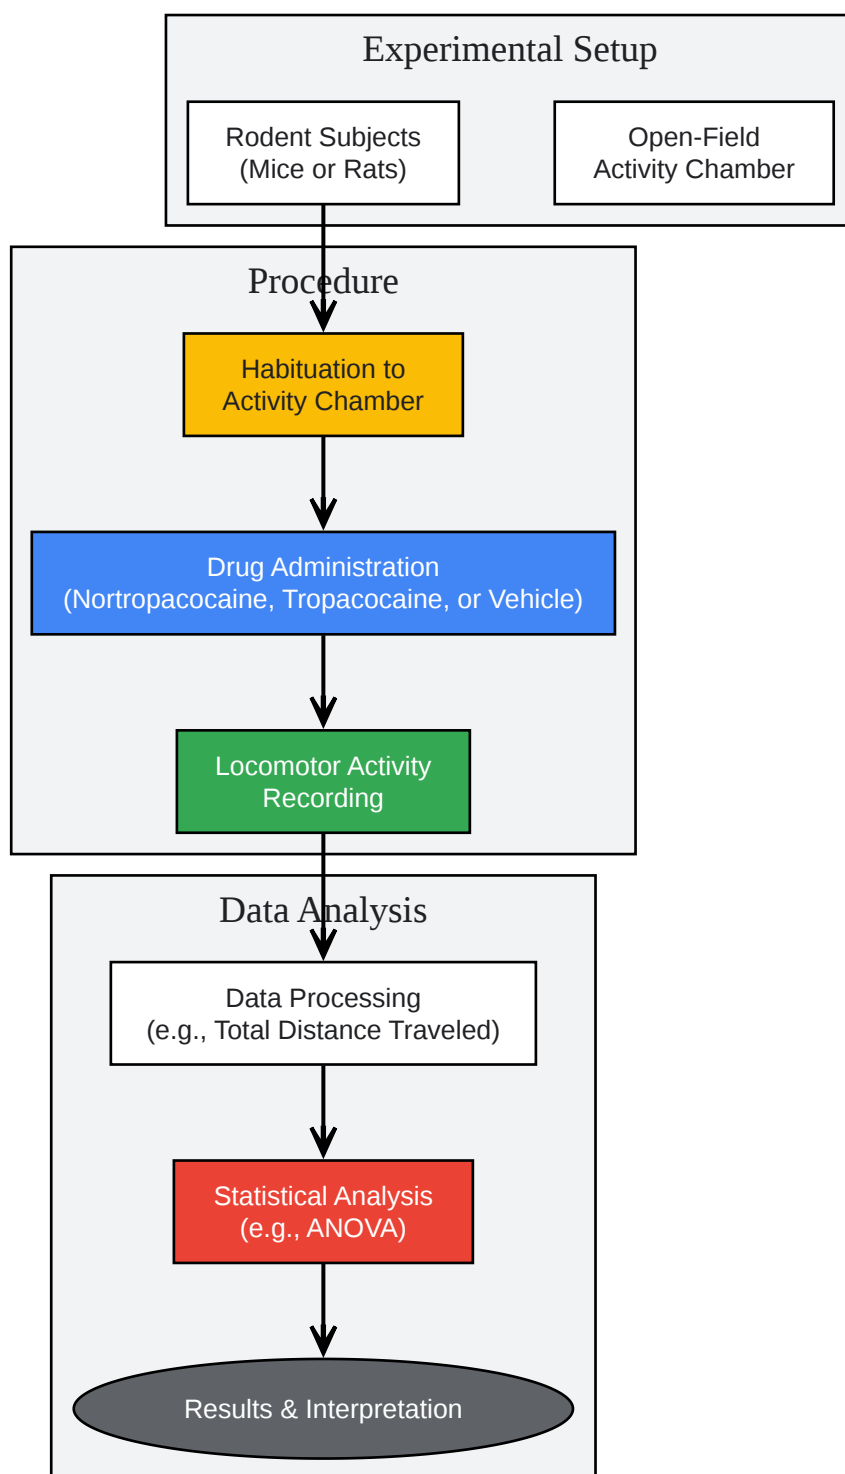 Experimental Setup
Rodent Subjects
(Mice or Rats)
Open-Field
Activity Chamber
Procedure
Habituation to
Activity Chamber
Drug Administration
(Nortropacocaine, Tropacocaine, or Vehicle)
Locomotor Activity
Recording
Data Analysis
Data Processing
(e.g., Total Distance Traveled)
Statistical Analysis
(e.g., ANOVA)
Results & Interpretation